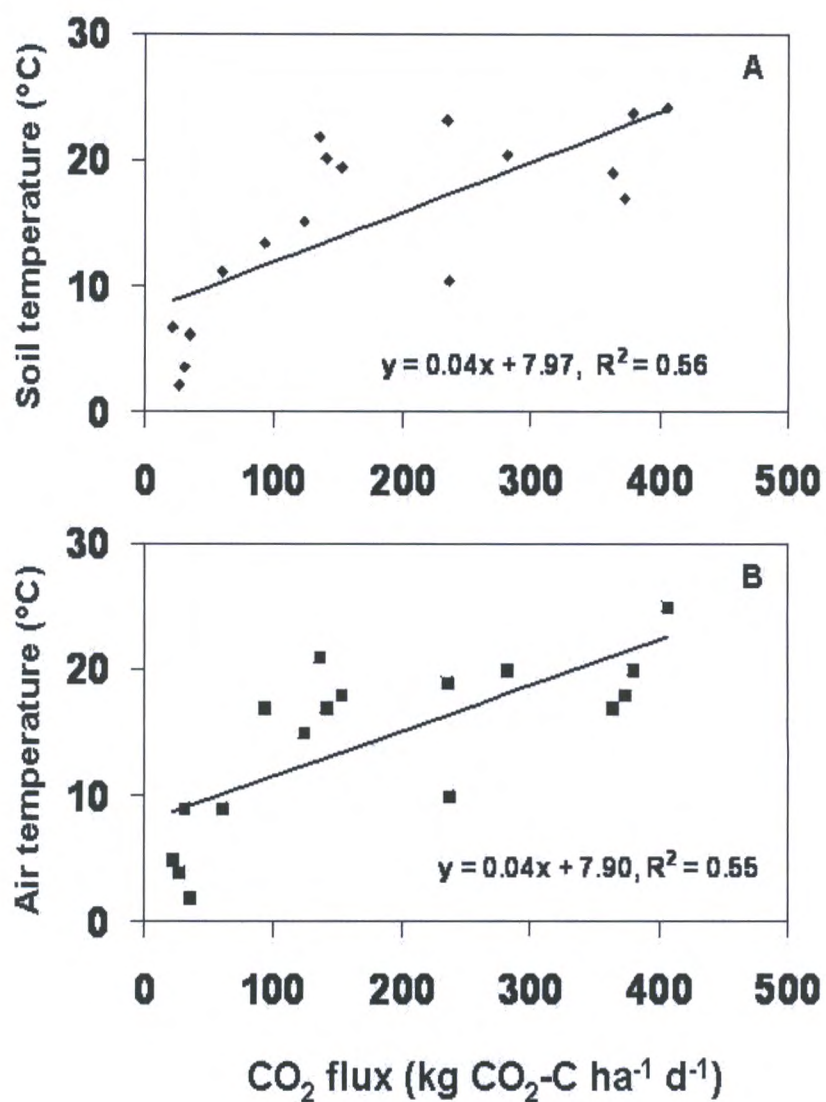 30
A
20
Soil temperature (°C)
10
y = 0.04x + 7.97, R² = 0.56
0
0 100 200 300 400 500
30
B
20
Air temperature (°C)
10
y = 0.04x + 7.90, R² = 0.55
0
0 100 200 300 400 500
CO₂ flux (kg CO₂-C ha⁻¹ d⁻¹)